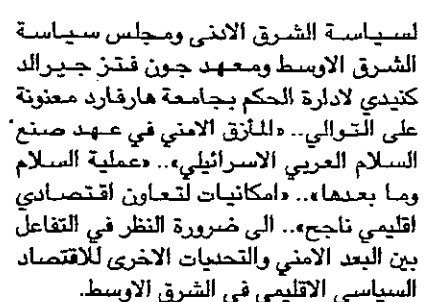 لسياسة الشرق الادنى ومجلس سياسة
الشرق الاوسط ومعهد جون فتز جيرالد
كنيدي لادارة الحكم بجامعة هارفارد معنونة
على التوالي.. «المأزق الامني في عهد صنع
السلام العربي الاسرائيلي».. «عملية السلام
وما بعدها».. «امكانيات لتعاون اقتصادي
اقليمي ناجح».. الى ضرورة النظر في التفاعل
بين البعد الامني والتحديات الاخرى للاقتصاد
السياسي الاقليمي في الشرق الاوسط.